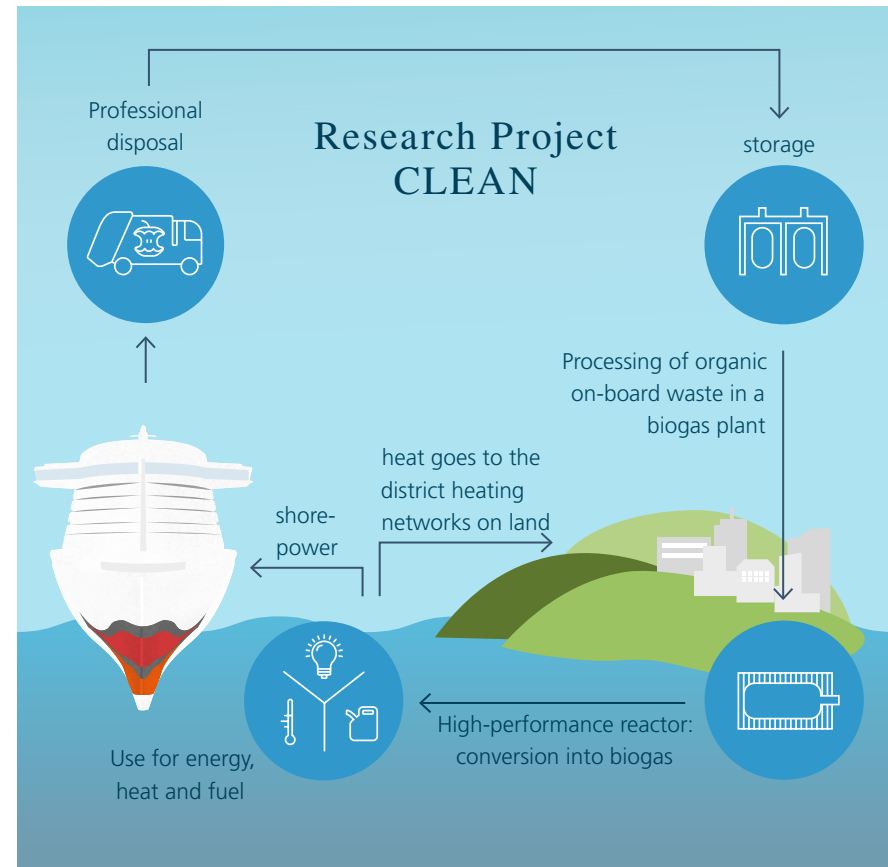 Professional
disposal
Research Project
CLEAN
storage
Processing of organic
on-board waste in a
biogas plant
heat goes to the
district heating
networks on land
shore-
power
High-performance reactor:
conversion into biogas
Use for energy,
heat and fuel